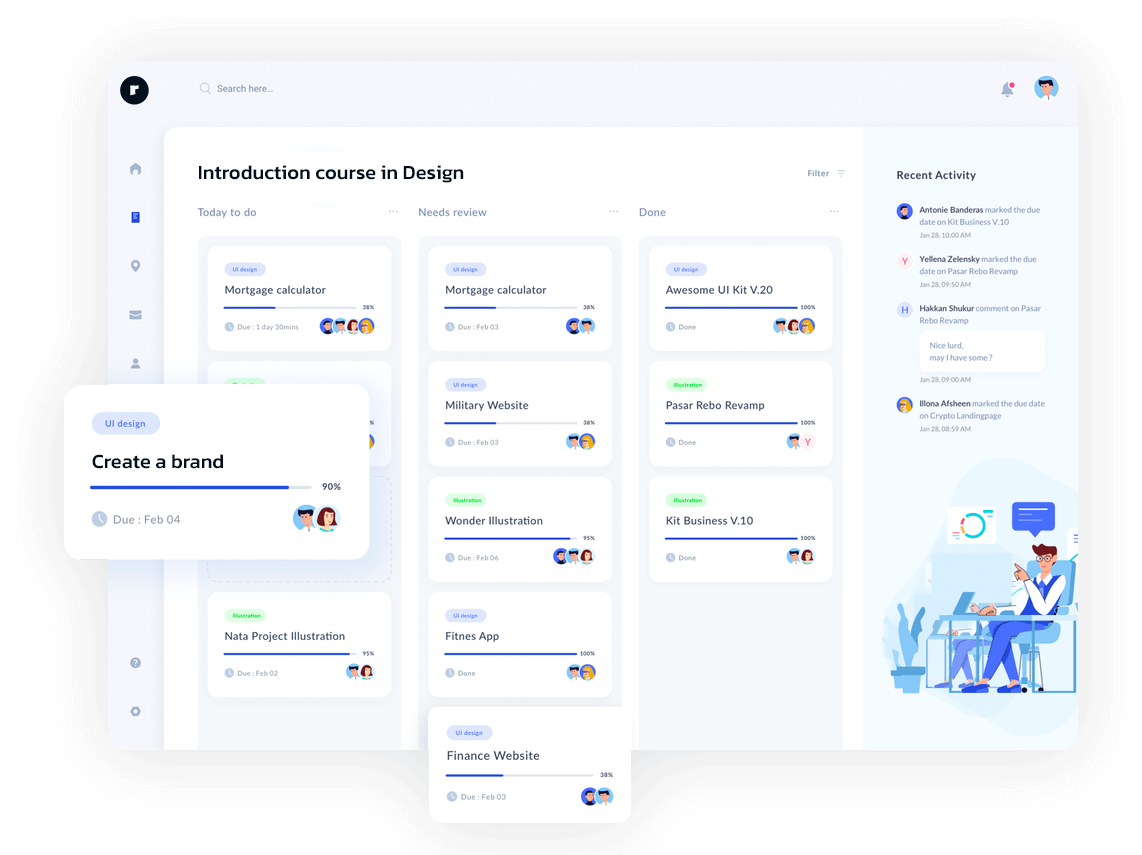 Search here...
Introduction course in Design
Filter
Today to do
...
UI design
Mortgage calculator
38%
Due : 1 day 30mins
UI design
Create a brand
90%
Due : Feb 04
Illustration
Nata Project Illustration
95%
Due : Feb 02
Needs review
...
UI design
Mortgage calculator
38%
Due : Feb 03
UI design
Military Website
38%
Due : Feb 03
Illustration
Wonder Illustration
95%
Due : Feb 06
UI design
Fitnes App
100%
Done
UI design
Finance Website
38%
Due : Feb 03
Done
...
UI design
Awesome UI Kit V.20
100%
Done
Illustration
Pasar Rebo Revamp
100%
Done
Y
Illustration
Kit Business V.10
100%
Done
Recent Activity
Antonie Banderas marked the due
date on Kit Business V.10
Jan 28, 10:00 AM
Y
Yellena Zelensky marked the due
date on Pasar Rebo Revamp
Jan 28, 09:50 AM
H
Hakkan Shukur comment on Pasar
Rebo Revamp
Nice lurd,
may I have some ?
Jan 28, 09:00 AM
Illona Afsheen marked the due date
on Crypto Landingpage
Jan 28, 08:59 AM